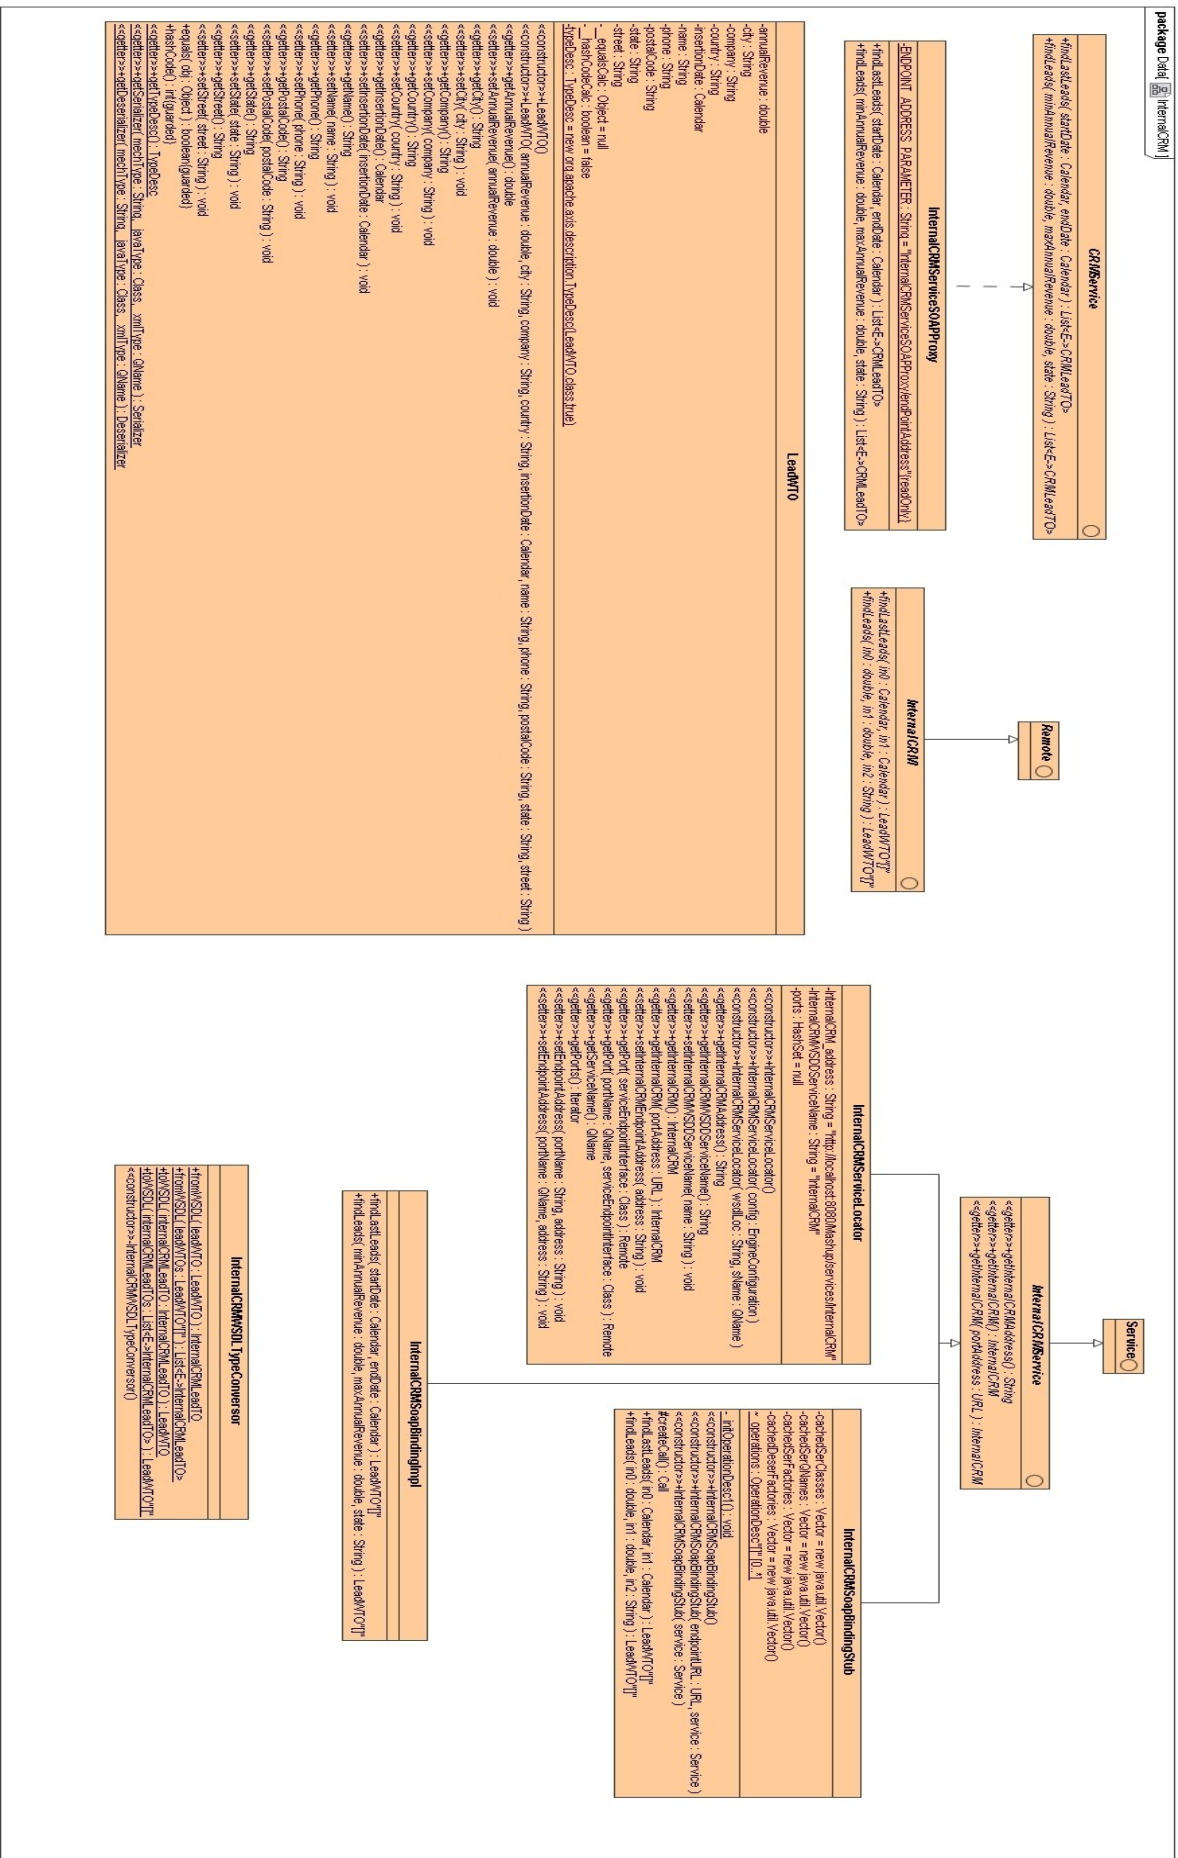 package Data[ InternalCRM ]
CRMService
+findLastLeads( startDate : Calendar, endDate : Calendar ) : List<E->CRMLeadTO>
+findLeads( minAnnualRevenue : double, maxAnnualRevenue : double, state : String ) : List<E->CRMLeadTO>
InternalCRMServiceSOAPProxy
-ENDPOINT_ADDRESS_PARAMETER : String = "InternalCRMServiceSOAPProxy/endPointAddress"{readOnly}
+findLastLeads( startDate : Calendar, endDate : Calendar ) : List<E->CRMLeadTO>
+findLeads( minAnnualRevenue : double, maxAnnualRevenue : double, state : String ) : List<E->CRMLeadTO>
Remote
InternalCRM
+findLastLeads( in0 : Calendar, in1 : Calendar ) : LeadWTO"[]"
+findLeads( in0 : double, in1 : double, in2 : String ) : LeadWTO"[]"
LeadWTO
-annualRevenue : double
-city : String
-company : String
-country : String
-insertionDate : Calendar
-name : String
-phone : String
-postalCode : String
-state : String
-street : String
-__equalsCalc : Object = null
-__hashCodeCalc : boolean = false
-typeDesc : TypeDesc = new org.apache.axis.description.TypeDesc(LeadWTO.class,true)
<<constructor>>+LeadWTO()
<<constructor>>+LeadWTO( annualRevenue : double, city : String, company : String, country : String, insertionDate : Calendar, name : String, phone : String, postalCode : String, state : String, street : String )
<<getter>>+getAnnualRevenue() : double
<<setter>>+setAnnualRevenue( annualRevenue : double ) : void
<<getter>>+getCity() : String
<<setter>>+setCity( city : String ) : void
<<getter>>+getCompany() : String
<<setter>>+setCompany( company : String ) : void
<<getter>>+getCountry() : String
<<setter>>+setCountry( country : String ) : void
<<getter>>+getInsertionDate() : Calendar
<<setter>>+setInsertionDate( insertionDate : Calendar ) : void
<<getter>>+getName() : String
<<setter>>+setName( name : String ) : void
<<getter>>+getPhone() : String
<<setter>>+setPhone( phone : String ) : void
<<getter>>+getPostalCode() : String
<<setter>>+setPostalCode( postalCode : String ) : void
<<getter>>+getState() : String
<<setter>>+setState( state : String ) : void
<<getter>>+getStreet() : String
<<setter>>+setStreet( street : String ) : void
+equals( obj : Object ) : boolean{guarded}
+hashCode() : int{guarded}
<<getter>>+getTypeDesc() : TypeDesc
<<getter>>+getSerializer( mechType : String, _javaType : Class, _xmlType : QName ) : Serializer
<<getter>>+getDeserializer( mechType : String, _javaType : Class, _xmlType : QName ) : Deserializer
Service
InternalCRMService
<<getter>>+getInternalCRMAddress() : String
<<getter>>+getInternalCRM() : InternalCRM
<<getter>>+getInternalCRM( portAddress : URL ) : InternalCRM
InternalCRMServiceLocator
-InternalCRM_address : String = "http://localhost:8080/Mashup/services/InternalCRM"
-InternalCRMWSDDServiceName : String = "InternalCRM"
-ports : HashSet = null
<<constructor>>+InternalCRMServiceLocator()
<<constructor>>+InternalCRMServiceLocator( config : EngineConfiguration )
<<constructor>>+InternalCRMServiceLocator( wsdlLoc : String, sName : QName )
<<getter>>+getInternalCRMAddress() : String
<<getter>>+getInternalCRMWSDDServiceName() : String
<<setter>>+setInternalCRMWSDDServiceName( name : String ) : void
<<getter>>+getInternalCRM() : InternalCRM
<<getter>>+getInternalCRM( portAddress : URL ) : InternalCRM
<<setter>>+setInternalCRMEndpointAddress( address : String ) : void
<<getter>>+getPort( serviceEndpointInterface : Class ) : Remote
<<getter>>+getPort( portName : QName, serviceEndpointInterface : Class ) : Remote
<<getter>>+getServiceName() : QName
<<getter>>+getPorts() : Iterator
<<setter>>+setEndpointAddress( portName : String, address : String ) : void
<<setter>>+setEndpointAddress( portName : QName, address : String ) : void
InternalCRMSoapBindingStub
-cachedSerClasses : Vector = new java.util.Vector()
-cachedSerQNames : Vector = new java.util.Vector()
-cachedSerFactories : Vector = new java.util.Vector()
-cachedDeserFactories : Vector = new java.util.Vector()
~_operations : OperationDesc"[]" [0..*]
-_initOperationDesc1() : void
<<constructor>>+InternalCRMSoapBindingStub()
<<constructor>>+InternalCRMSoapBindingStub( endpointURL : URL, service : Service )
<<constructor>>+InternalCRMSoapBindingStub( service : Service )
#createCall() : Call
+findLastLeads( in0 : Calendar, in1 : Calendar ) : LeadWTO"[]"
+findLeads( in0 : double, in1 : double, in2 : String ) : LeadWTO"[]"
InternalCRMSoapBindingImpl
+findLastLeads( startDate : Calendar, endDate : Calendar ) : LeadWTO"[]"
+findLeads( minAnnualRevenue : double, maxAnnualRevenue : double, state : String ) : LeadWTO"[]"
InternalCRMWSDLTypeConversor
+fromWSDL( leadWTO : LeadWTO ) : InternalCRMLeadTO
+fromWSDL( leadWTOs : LeadWTO"[]" ) : List<E->InternalCRMLeadTO>
+toWSDL( internalCRMLeadTO : InternalCRMLeadTO ) : LeadWTO
+toWSDL( internalCRMLeadTOs : List<E->InternalCRMLeadTO> ) : LeadWTO"[]"
<<constructor>>-InternalCRMWSDLTypeConversor()